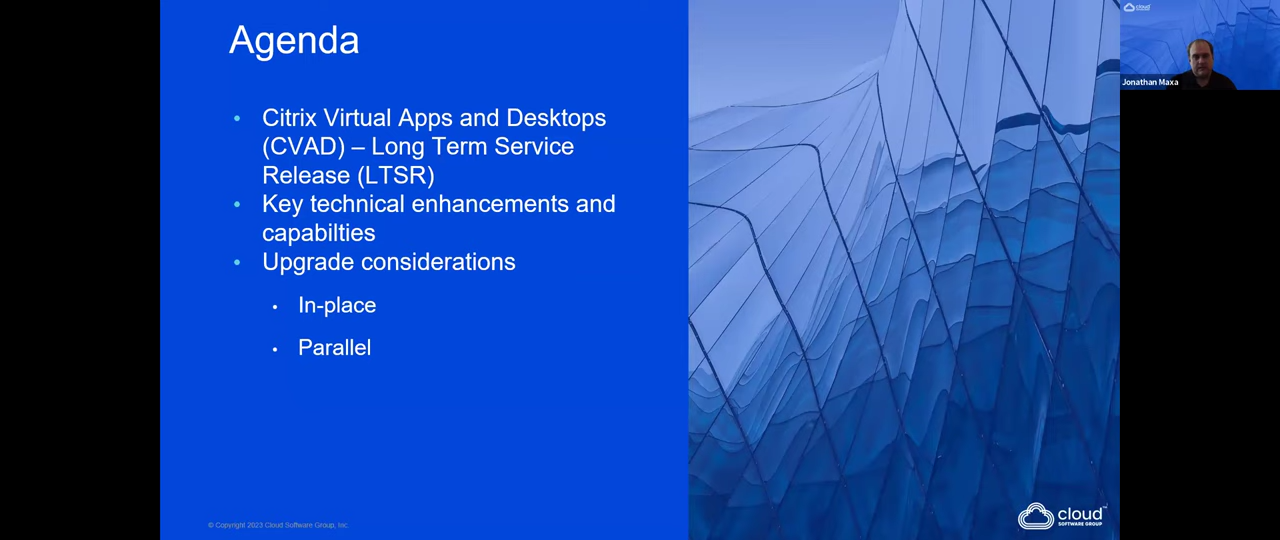 Agenda
• Citrix Virtual Apps and Desktops
(CVAD) – Long Term Service
Release (LTSR)
• Key technical enhancements and
capabilties
• Upgrade considerations
• In-place
• Parallel
© Copyright 2023 Cloud Software Group, Inc.
cloud
SOFTWARE GROUP
cloud
Jonathan Maxa